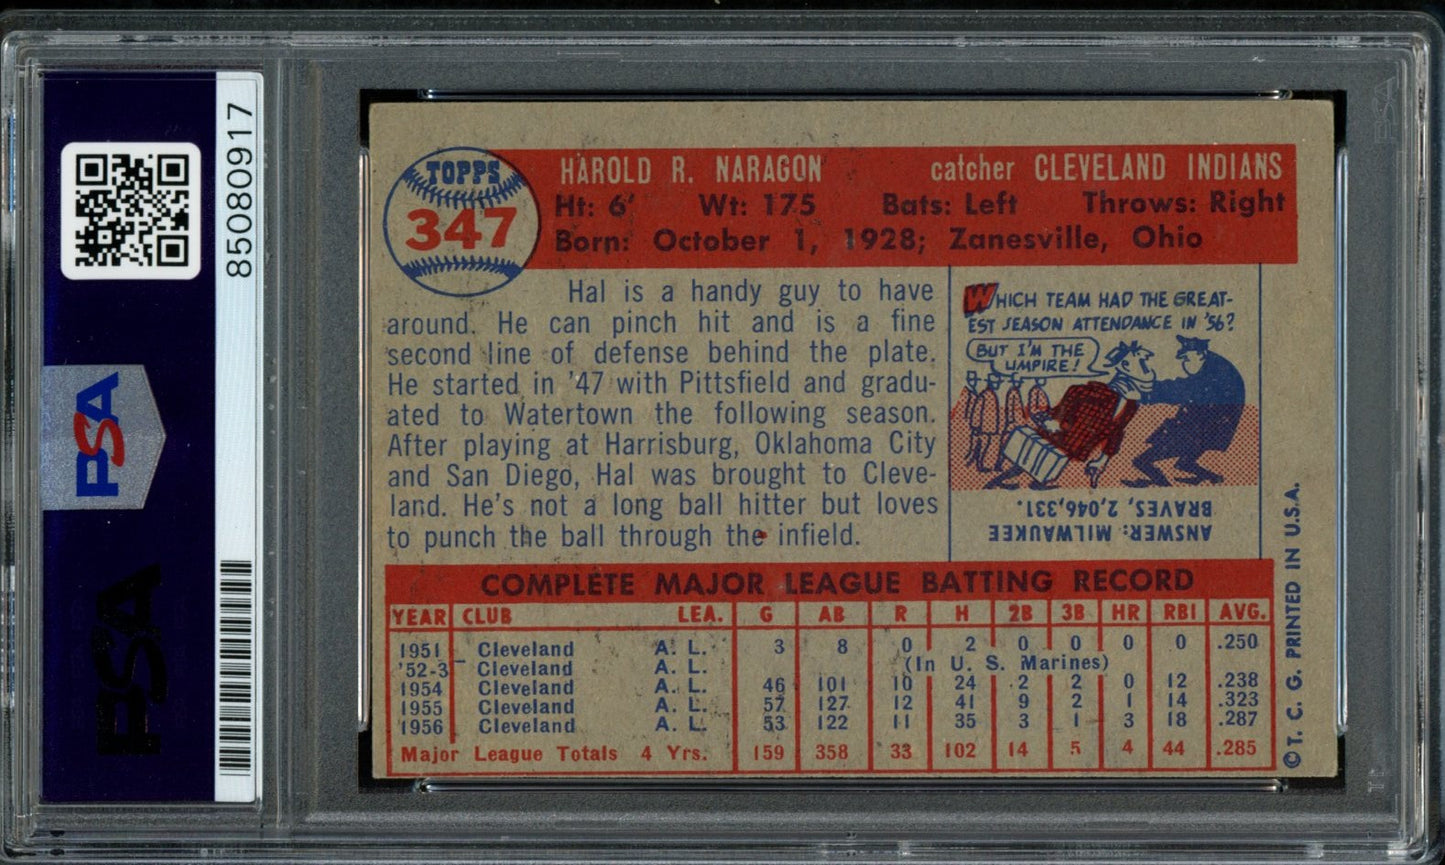 85080917
PSA
PSA
TOPPS
347
HAROLD R. NARAGON catcher CLEVELAND INDIANS
Ht: 6' Wt: 175 Bats: Left Throws: Right
Born: October 1, 1928; Zanesville, Ohio
Hal is a handy guy to have
around. He can pinch hit and is a fine
second line of defense behind the plate.
He started in '47 with Pittsfield and gradu-
ated to Watertown the following season.
After playing at Harrisburg, Oklahoma City
and San Diego, Hal was brought to Cleve-
land. He's not a long ball hitter but loves
to punch the ball through the infield.
WHICH TEAM HAD THE GREAT-
EST SEASON ATTENDANCE IN '56?
BUT I'M THE
UMPIRE!
ANSWER: MILWAUKEE
BRAVES, 2,046,331.
COMPLETE MAJOR LEAGUE BATTING RECORD
YEAR CLUB LEA. G AB R H 2B 3B HR RBI AVG.
1951 Cleveland A. L. 3 8 0 2 0 0 0 0 .250
'52-3 Cleveland A. L. (In U. S. Marines)
1954 Cleveland A. L. 46 101 10 24 2 2 0 12 .238
1955 Cleveland A. L. 57 127 12 41 9 2 1 14 .323
1956 Cleveland A. L. 53 122 11 35 3 1 3 18 .287
Major League Totals 4 Yrs. 159 358 33 102 14 5 4 44 .285
© T. C. G. PRINTED IN U.S.A.
PSA